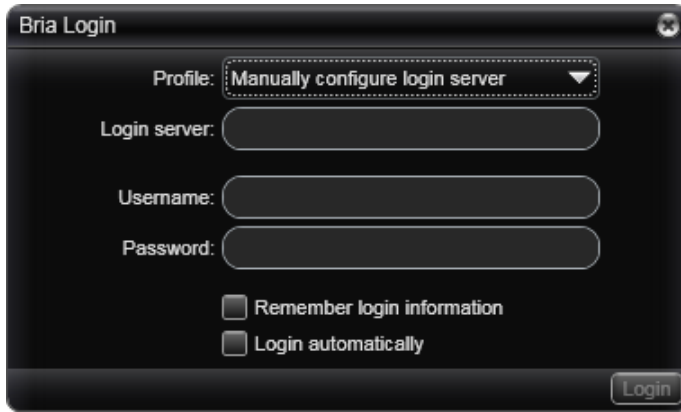 Bria Login
Profile: Manually configure login server
Login server:
Username:
Password:
Remember login information
Login automatically
Login